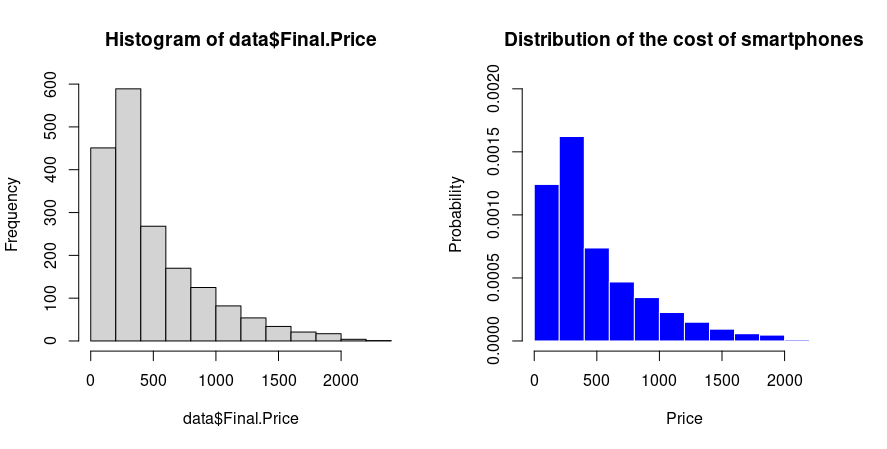 Histogram of data$Final.Price
Frequency
0
100
200
300
400
500
600
0 500 1000 1500 2000
data$Final.Price
Distribution of the cost of smartphones
Probability
0.0000
0.0005
0.0010
0.0015
0.0020
0 500 1000 1500 2000
Price